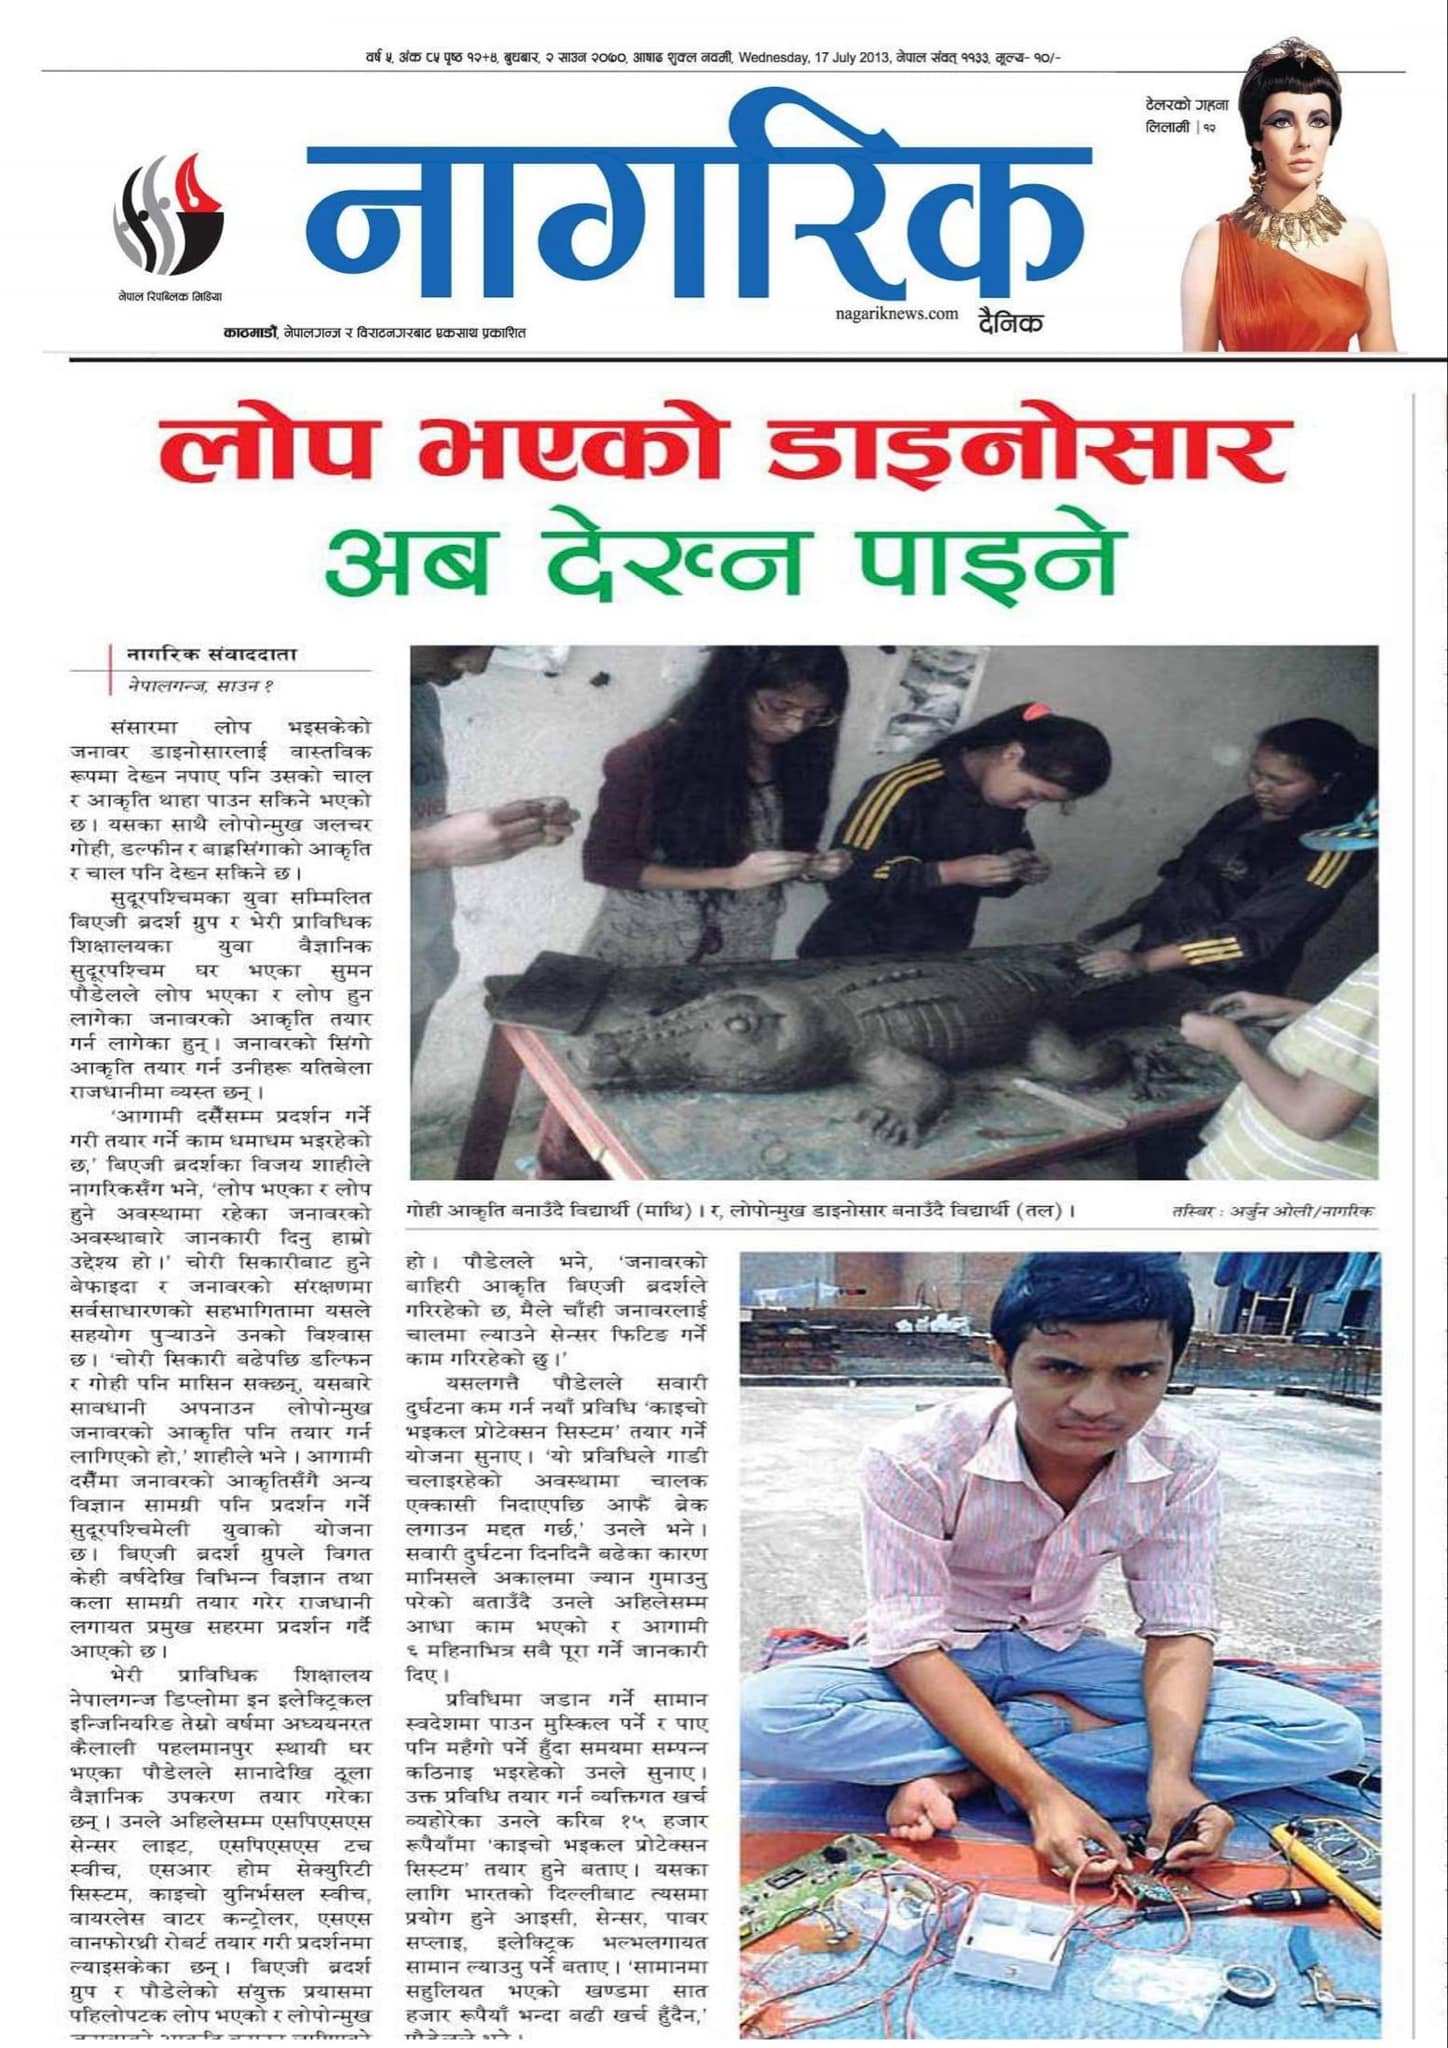 वर्ष ५, अंक ८५ पृष्ठ १२+४, बुधबार, २ साउन २०७०, आषाढ शुक्ल नवमी, Wednesday, 17 July 2013, नेपाल संवत् ११३३, मूल्य- १०/-
टेलरको गहना
लिलामी | १२
नागरिक
नेपाल रिपब्लिक मिडिया
nagariknews.com दैनिक
काठमाडौं, नेपालगन्ज र विराटनगरबाट एकसाथ प्रकाशित
लोप भएको डाइनोसार
अब देख्न पाइने
नागरिक संवाददाता
नेपालगन्ज, साउन १
संसारमा लोप भइसकेको
जनावर डाइनोसारलाई वास्तविक
रूपमा देख्न नपाए पनि उसको चाल
र आकृति थाहा पाउन सकिने भएको
छ। यसका साथै लोपोन्मुख जलचर
गोही, डल्फीन र बाह्रसिंगाको आकृति
र चाल पनि देख्न सकिने छ।
सुदूरपश्चिमका युवा सम्मिलित
बिएजी ब्रदर्श ग्रुप र भेरी प्राविधिक
शिक्षालयका युवा वैज्ञानिक
सुदूरपश्चिम घर भएका सुमन
पौडेलले लोप भएका र लोप हुन
लागेका जनावरको आकृति तयार
गर्न लागेका हुन्। जनावरको सिंगो
आकृति तयार गर्न उनीहरू यतिबेला
राजधानीमा व्यस्त छन्।
'आगामी दसैंसम्म प्रदर्शन गर्ने
गरी तयार गर्ने काम धमाधम भइरहेको
छ,' बिएजी ब्रदर्शका विजय शाहीले
नागरिकसँग भने, 'लोप भएका र लोप
हुने अवस्थामा रहेका जनावरको
अवस्थाबारे जानकारी दिनु हाम्रो
उद्देश्य हो।' चोरी सिकारीबाट हुने
बेफाइदा र जनावरको संरक्षणमा
सर्वसाधारणको सहभागितामा यसले
सहयोग पुऱ्याउने उनको विश्वास
छ। 'चोरी सिकारी बढेपछि डल्फिन
र गोही पनि मासिन सक्छन्, यसबारे
सावधानी अपनाउन लोपोन्मुख
जनावरको आकृति पनि तयार गर्न
लागिएको हो,' शाहीले भने। आगामी
दसैंमा जनावरको आकृतिसँगै अन्य
विज्ञान सामग्री पनि प्रदर्शन गर्ने
सुदूरपश्चिमेली युवाको योजना
छ। बिएजी ब्रदर्श ग्रुपले विगत
केही वर्षदेखि विभिन्न विज्ञान तथा
कला सामग्री तयार गरेर राजधानी
लगायत प्रमुख सहरमा प्रदर्शन गर्दै
आएको छ।
भेरी प्राविधिक शिक्षालय
नेपालगन्ज डिप्लोमा इन इलेक्ट्रिकल
इन्जिनियरिङ तेस्रो वर्षमा अध्ययनरत
कैलाली पहलमानपुर स्थायी घर
भएका पौडेलले सानादेखि ठूला
वैज्ञानिक उपकरण तयार गरेका
छन्। उनले अहिलेसम्म एसपिएसएस
सेन्सर लाइट, एसपिएसएस टच
स्वीच, एसआर होम सेक्युरिटी
सिस्टम, काइचो युनिर्भसल स्वीच,
वायरलेस वाटर कन्ट्रोलर, एसएस
वानफोरथ्री रोबर्ट तयार गरी प्रदर्शनमा
ल्याइसकेका छन्। बिएजी ब्रदर्श
ग्रुप र पौडेलेको संयुक्त प्रयासमा
पहिलोपटक लोप भएको र लोपोन्मुख
गोही आकृति बनाउँदै विद्यार्थी (माथि)। र, लोपोन्मुख डाइनोसार बनाउँदै विद्यार्थी (तल)।
तस्बिर : अर्जुन ओली/नागरिक
हो। पौडेलले भने, 'जनावरको
बाहिरी आकृति बिएजी ब्रदर्शले
गरिरहेको छ, मैले चाँही जनावरलाई
चालमा ल्याउने सेन्सर फिटिङ गर्ने
काम गरिरहेको छु।'
यसलगत्तै पौडेलले सवारी
दुर्घटना कम गर्न नयाँ प्रविधि 'काइचो
भइकल प्रोटेक्सन सिस्टम' तयार गर्ने
योजना सुनाए। 'यो प्रविधिले गाडी
चलाइरहेको अवस्थामा चालक
एक्कासी निदाएपछि आफैं ब्रेक
लगाउन मद्दत गर्छ,' उनले भने।
सवारी दुर्घटना दिनदिनै बढेका कारण
मानिसले अकालमा ज्यान गुमाउनु
परेको बताउँदै उनले अहिलेसम्म
आधा काम भएको र आगामी
६ महिनाभित्र सबै पूरा गर्ने जानकारी
दिए।
प्रविधिमा जडान गर्ने सामान
स्वदेशमा पाउन मुस्किल पर्ने र पाए
पनि महँगो पर्ने हुँदा समयमा सम्पन्न
कठिनाइ भइरहेको उनले सुनाए।
उक्त प्रविधि तयार गर्न व्यक्तिगत खर्च
व्यहोरेका उनले करिब १५ हजार
रूपैयाँमा 'काइचो भइकल प्रोटेक्सन
सिस्टम' तयार हुने बताए। यसका
लागि भारतको दिल्लीबाट त्यसमा
प्रयोग हुने आइसी, सेन्सर, पावर
सप्लाइ, इलेक्ट्रिक भल्भलगायत
सामान ल्याउनु पर्ने बताए। 'सामानमा
सहुलियत भएको खण्डमा सात
हजार रूपैयाँ भन्दा बढी खर्च हुँदैन,'